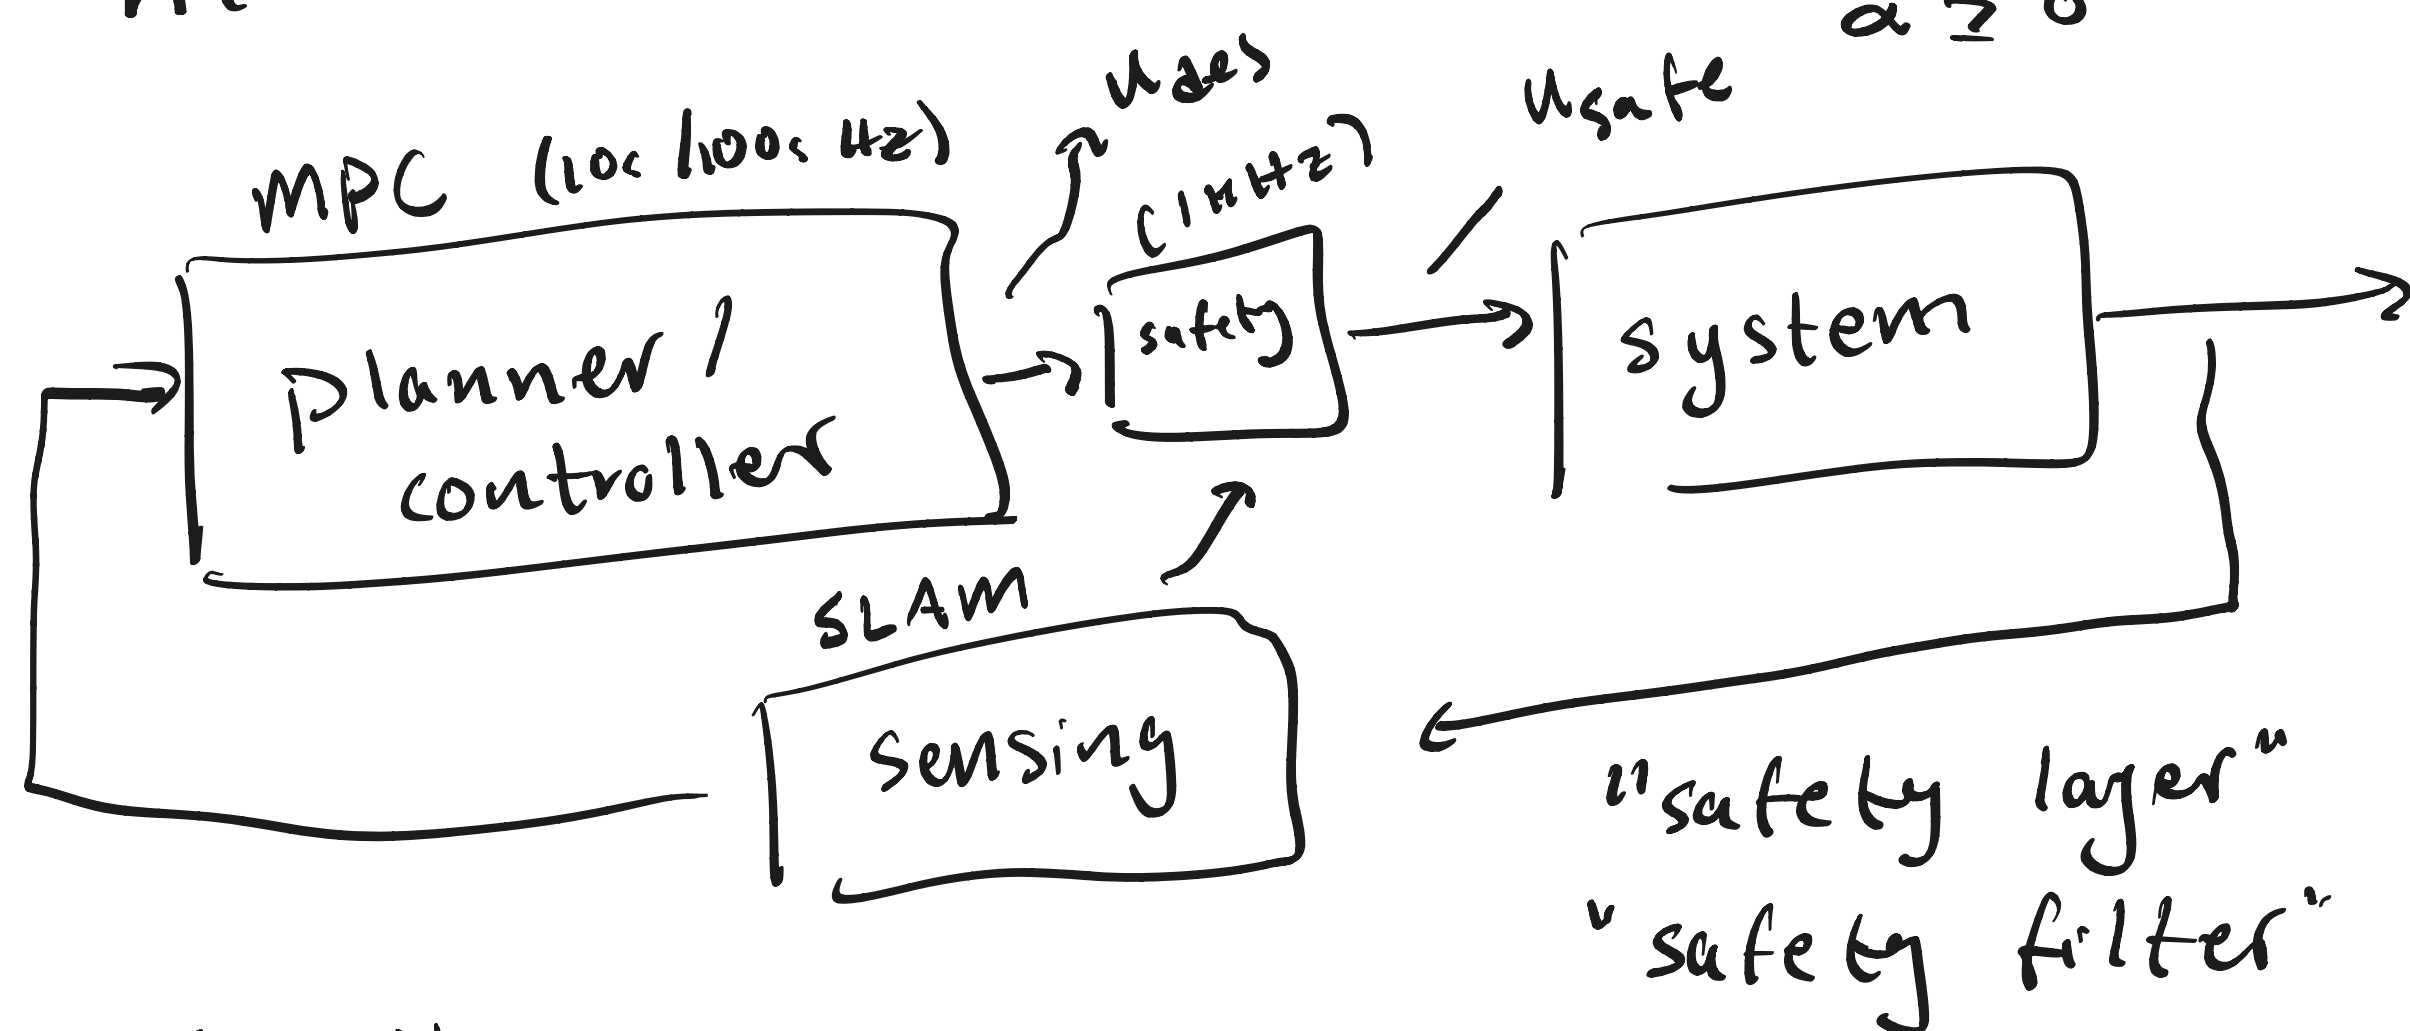 α ≥ 0
u_des
u_safe
MPC (10s/100s Hz)
(1kHz)
planner/
controller
safety
system
SLAM
sensing
"safety layer"
"safety filter"